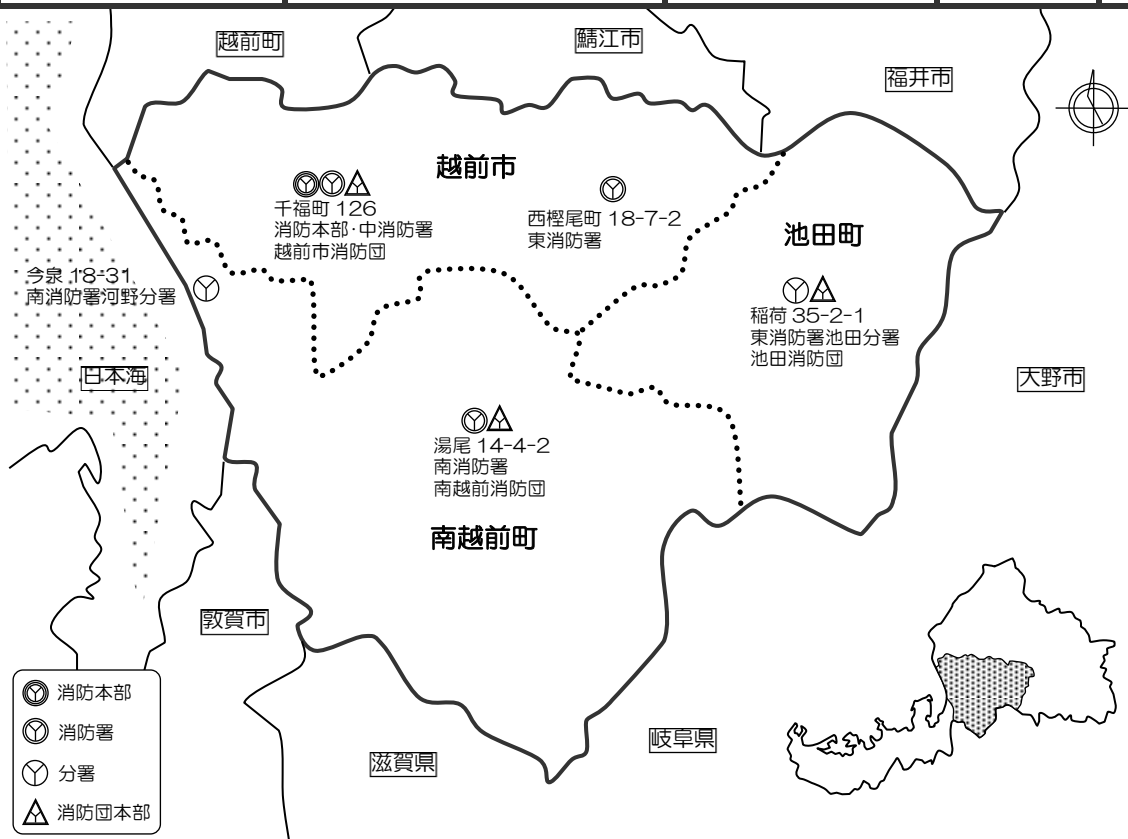 越前町
鯖江市
福井市
越前市
千福町 126
消防本部・中消防署
越前市消防団
西樫尾町 18-7-2
東消防署
池田町
稲荷 35-2-1
東消防署池田分署
池田消防団
今泉 18-31
南消防署河野分署
日本海
大野市
湯尾 14-4-2
南消防署
南越前消防団
南越前町
敦賀市
滋賀県
岐阜県
消防本部
消防署
分署
消防団本部